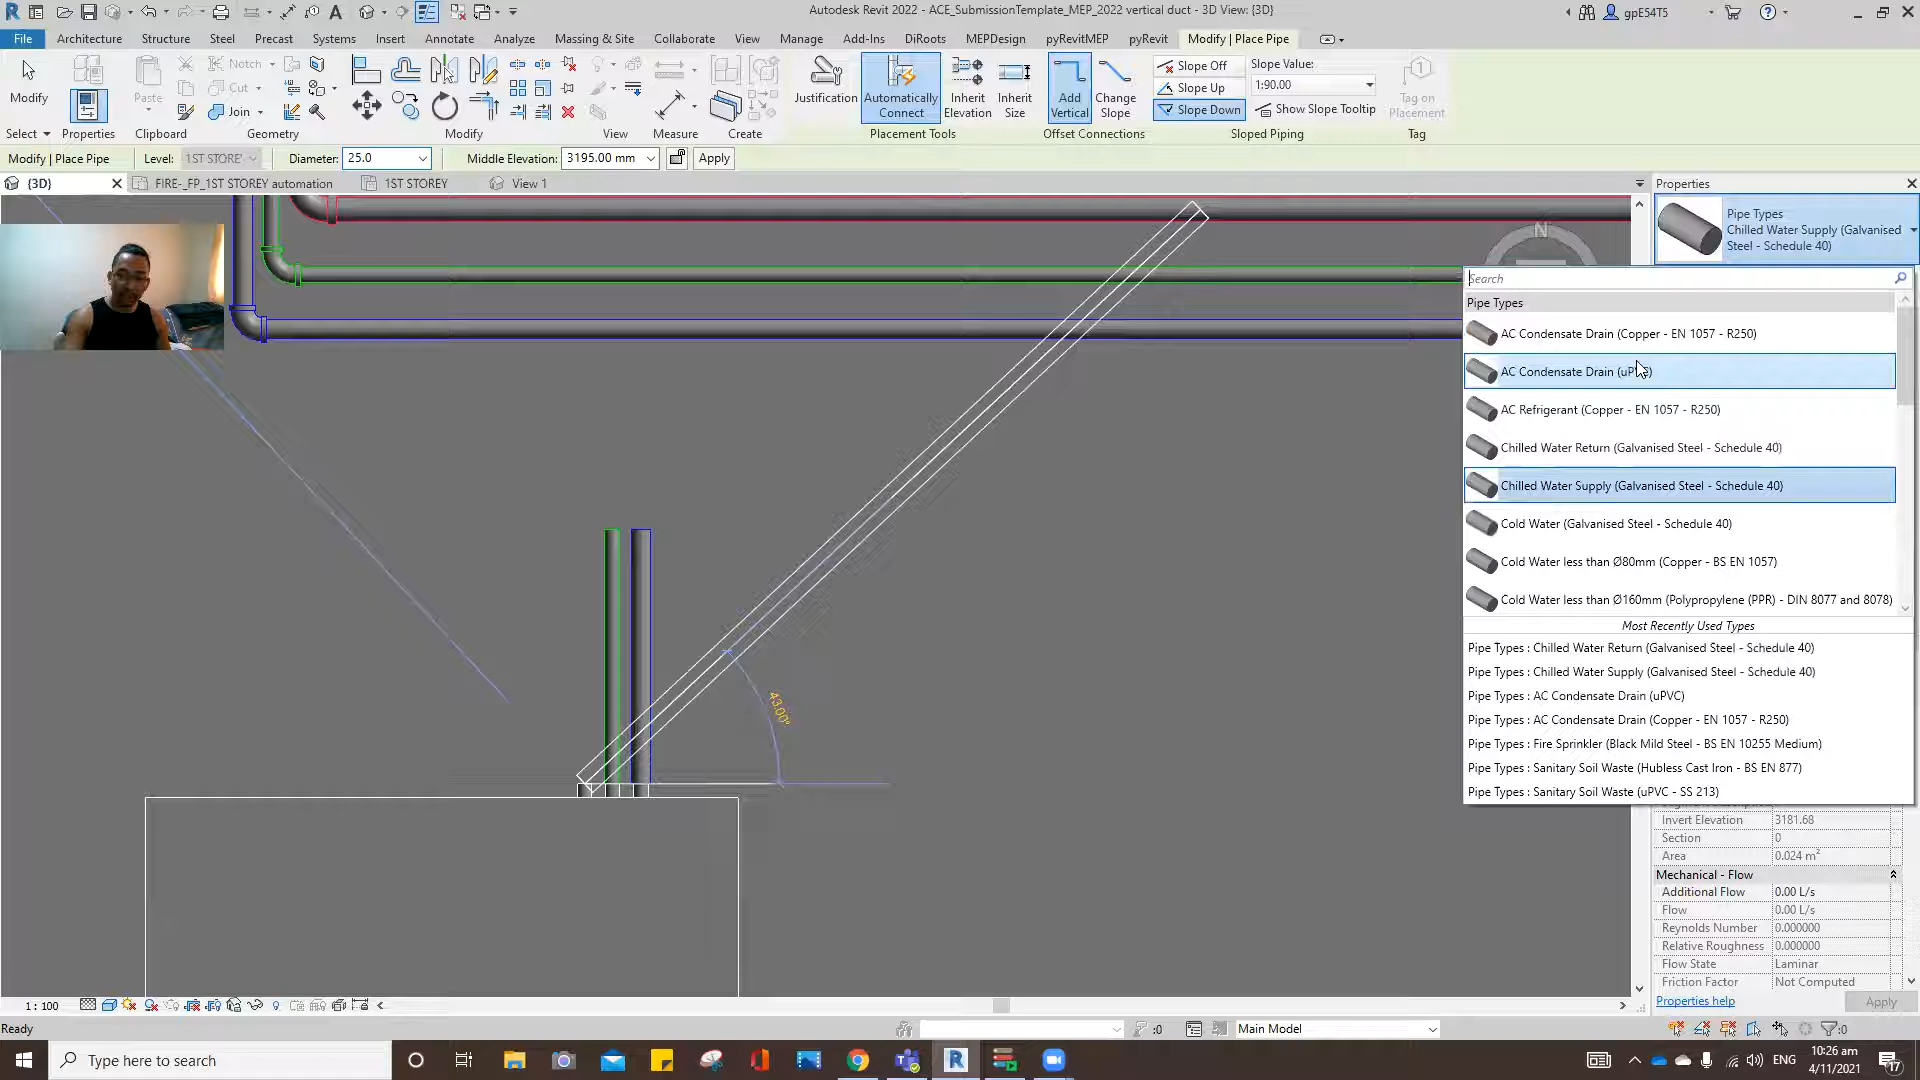 Autodesk Revit 2022 - ACE_SubmissionTemplate_MEP_2022 vertical duct - 3D View: {3D}
gpE54T5
File Architecture Structure Steel Precast Systems Insert Annotate Analyze Massing & Site Collaborate View Manage Add-Ins DiRoots MEPDesign pyRevitMEP pyRevit Modify | Place Pipe
Notch
Cut
Join
Modify
Paste
Justification
Automatically Connect
Inherit Elevation
Inherit Size
Add Vertical
Change Slope
Slope Off
Slope Up
Slope Down
Slope Value:
1:90.00
Show Slope Tooltip
Tag on Placement
Select Properties Clipboard Geometry Modify View Measure Create Placement Tools Offset Connections Sloped Piping Tag
Modify | Place Pipe Level: 1ST STORE' Diameter: 25.0 Middle Elevation: 3195.00 mm Apply
{3D} FIRE-_FP_1ST STOREY automation 1ST STOREY View 1
Properties
Pipe Types
Chilled Water Supply (Galvanised
Steel - Schedule 40)
N
Search
Pipe Types
AC Condensate Drain (Copper - EN 1057 - R250)
AC Condensate Drain (uPVC)
AC Refrigerant (Copper - EN 1057 - R250)
Chilled Water Return (Galvanised Steel - Schedule 40)
Chilled Water Supply (Galvanised Steel - Schedule 40)
Cold Water (Galvanised Steel - Schedule 40)
Cold Water less than Ø80mm (Copper - BS EN 1057)
Cold Water less than Ø160mm (Polypropylene (PPR) - DIN 8077 and 8078)
Most Recently Used Types
Pipe Types : Chilled Water Return (Galvanised Steel - Schedule 40)
Pipe Types : Chilled Water Supply (Galvanised Steel - Schedule 40)
Pipe Types : AC Condensate Drain (uPVC)
Pipe Types : AC Condensate Drain (Copper - EN 1057 - R250)
Pipe Types : Fire Sprinkler (Black Mild Steel - BS EN 10255 Medium)
Pipe Types : Sanitary Soil Waste (Hubless Cast Iron - BS EN 877)
Pipe Types : Sanitary Soil Waste (uPVC - SS 213)
43.00°
Invert Elevation 3181.68
Section 0
Area 0.024 m²
Mechanical - Flow
Additional Flow 0.00 L/s
Flow 0.00 L/s
Reynolds Number 0.000000
Relative Roughness 0.000000
Flow State Laminar
Friction Factor Not Computed
Properties help Apply
1 : 100
Ready
:0
Main Model
:0
Type here to search
ENG
10:26 am
4/11/2021
17